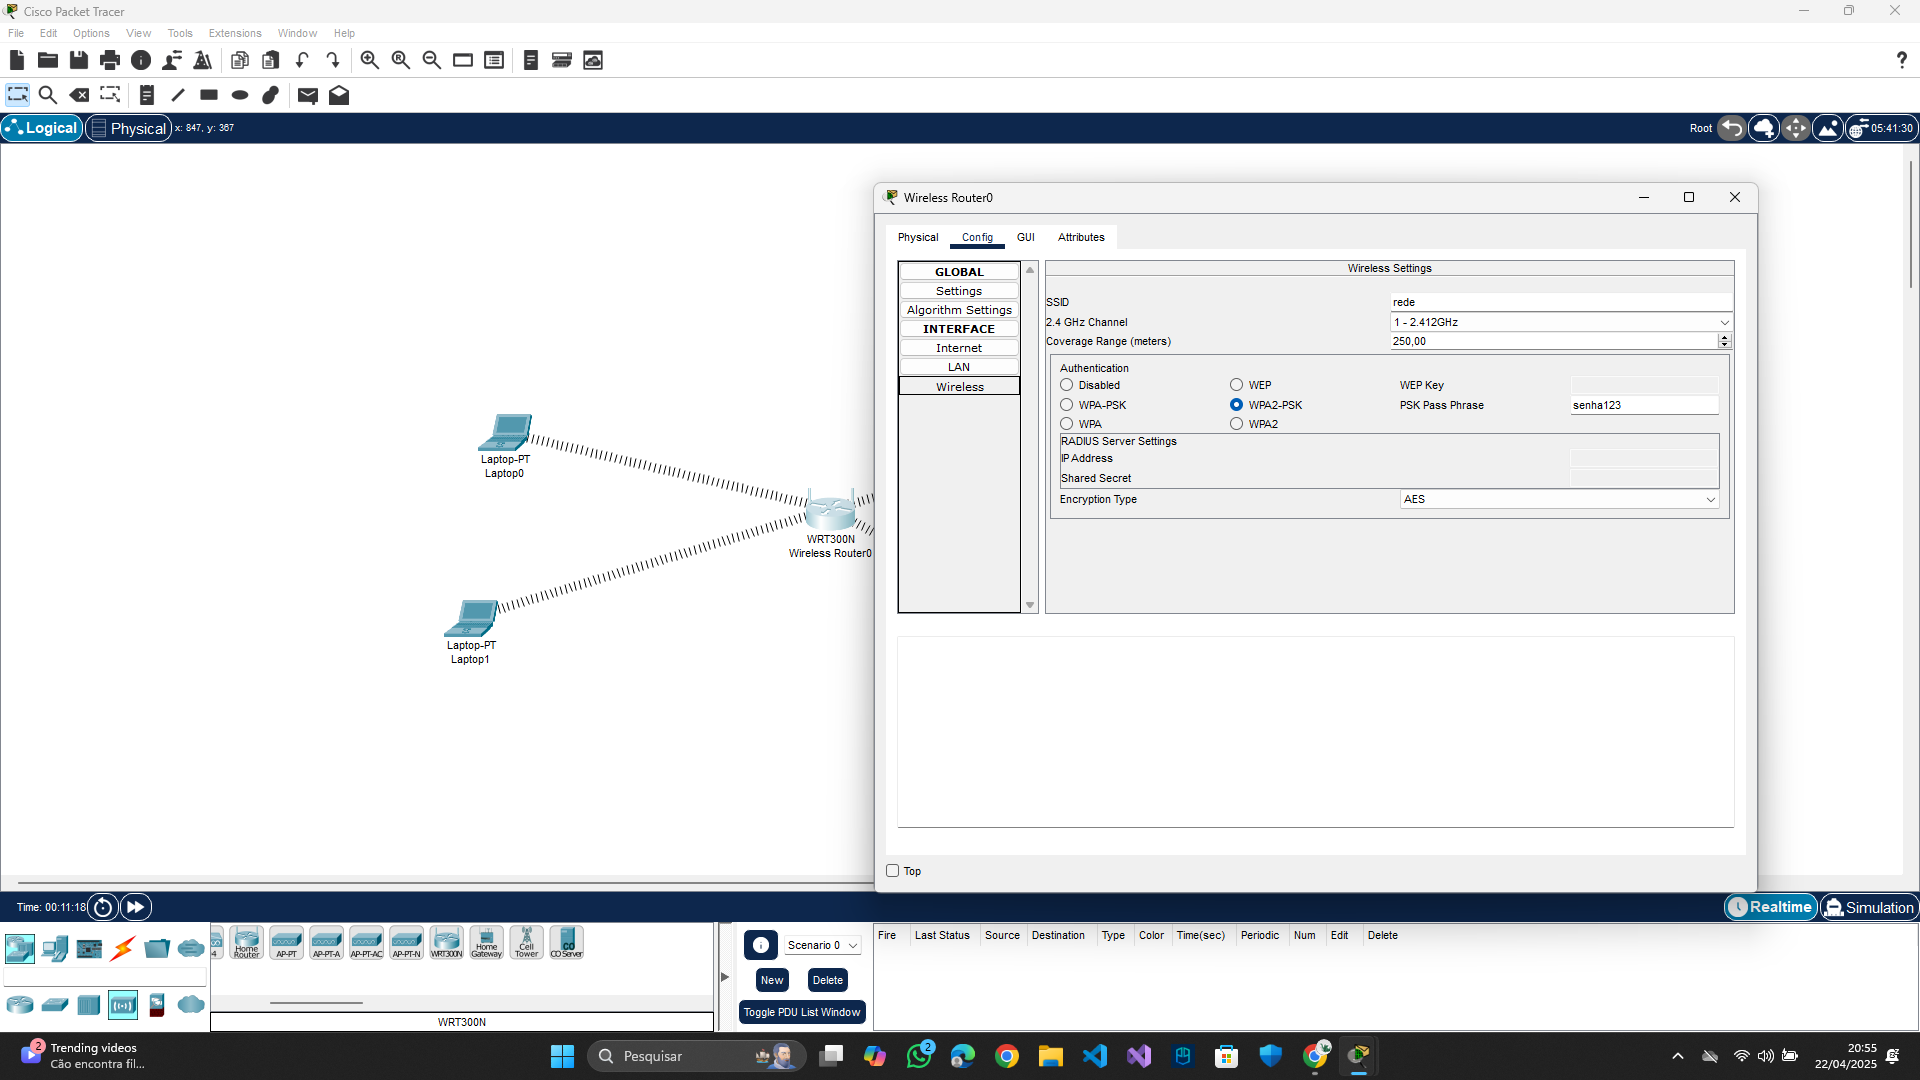 Cisco Packet Tracer
File Edit Options View Tools Extensions Window Help
Logical Physical x: 847, y: 367 Root 05:41:30
Wireless Router0
Physical Config GUI Attributes
GLOBAL
Settings
Algorithm Settings
INTERFACE
Internet
LAN
Wireless
Wireless Settings
SSID rede
2.4 GHz Channel 1 - 2.412GHz
Coverage Range (meters) 250,00
Authentication
Disabled WEP WEP Key
WPA-PSK WPA2-PSK PSK Pass Phrase senha123
WPA WPA2
RADIUS Server Settings
IP Address
Shared Secret
Encryption Type AES
Top
Laptop-PT
Laptop0
WRT300N
Wireless Router0
Laptop-PT
Laptop1
Time: 00:11:18 Realtime Simulation
Home Router
AP-PT
AP-PT-A
AP-PT-AC
AP-PT-N
WRT300N
Home Gateway
Cell Tower
CO Server
WRT300N
Scenario 0
New Delete
Toggle PDU List Window
Fire Last Status Source Destination Type Color Time(sec) Periodic Num Edit Delete
2
Trending videos
Cão encontra fil...
Pesquisar
2
20:55
22/04/2025